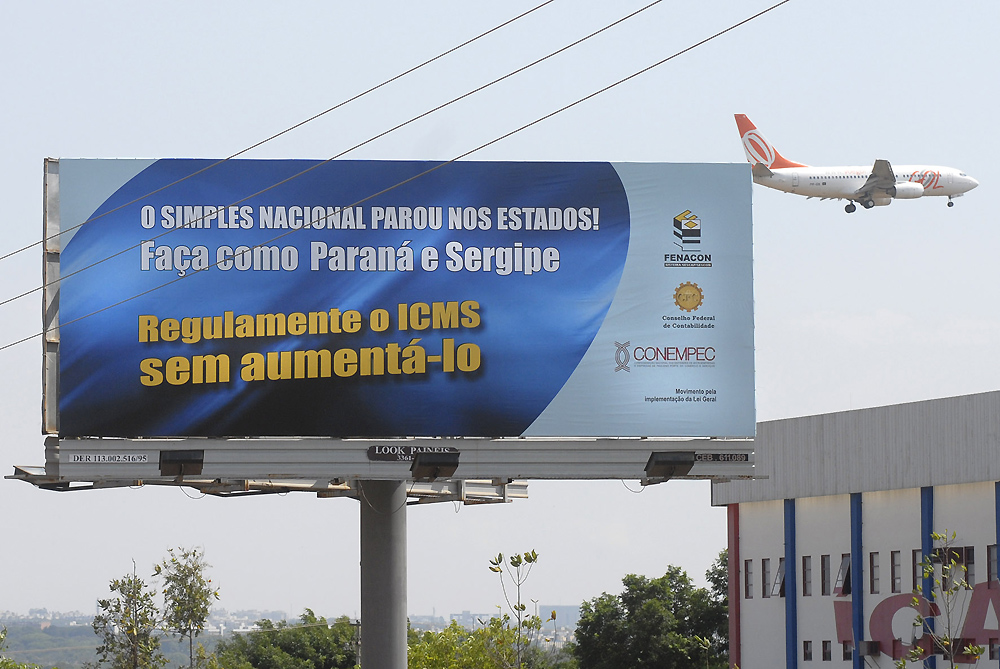 O SIMPLES NACIONAL PAROU NOS ESTADOS!
Faça como Paraná e Sergipe
Regulamente o ICMS
sem aumentá-lo
FENACON
Conselho Federal
de Contabilidade
CONEMPEC
Movimento pela
implementação da Lei Geral
GOL
DER 113.002.516/95
LOOK PAINEIS
3361-
CEB